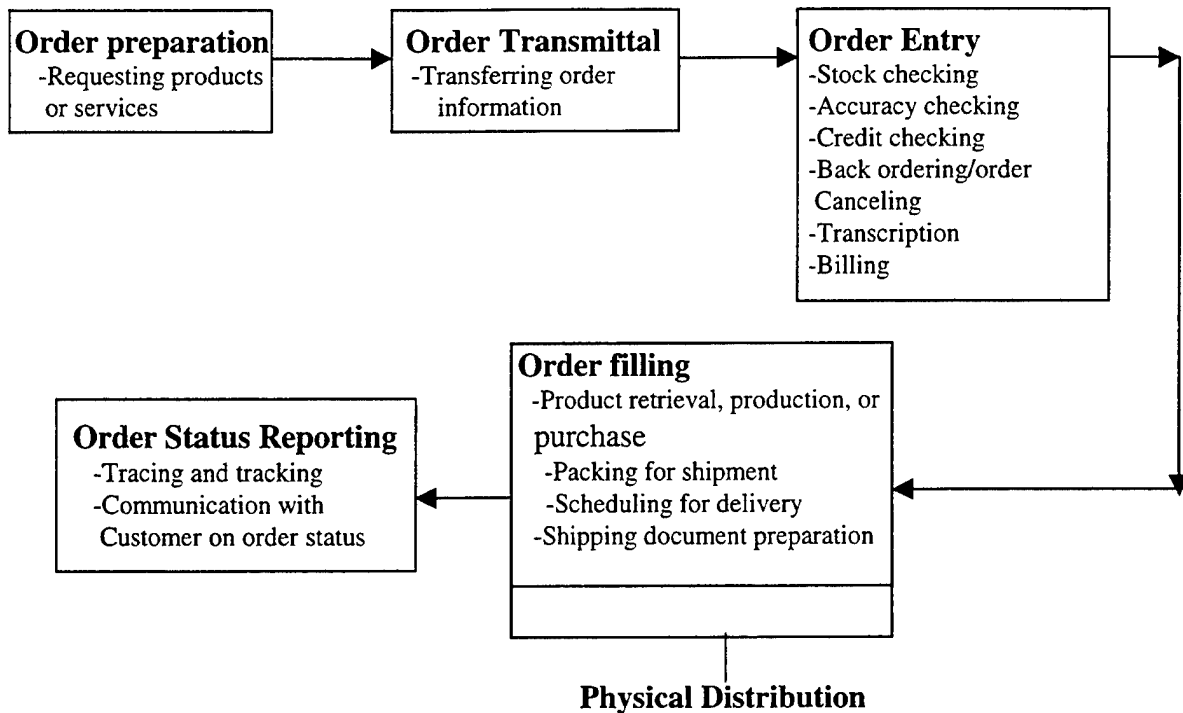 Order preparation
-Requesting products
or services
Order Transmittal
-Transferring order
information
Order Entry
-Stock checking
-Accuracy checking
-Credit checking
-Back ordering/order
Canceling
-Transcription
-Billing
Order filling
-Product retrieval, production, or
purchase
-Packing for shipment
-Scheduling for delivery
-Shipping document preparation
Order Status Reporting
-Tracing and tracking
-Communication with
Customer on order status
Physical Distribution